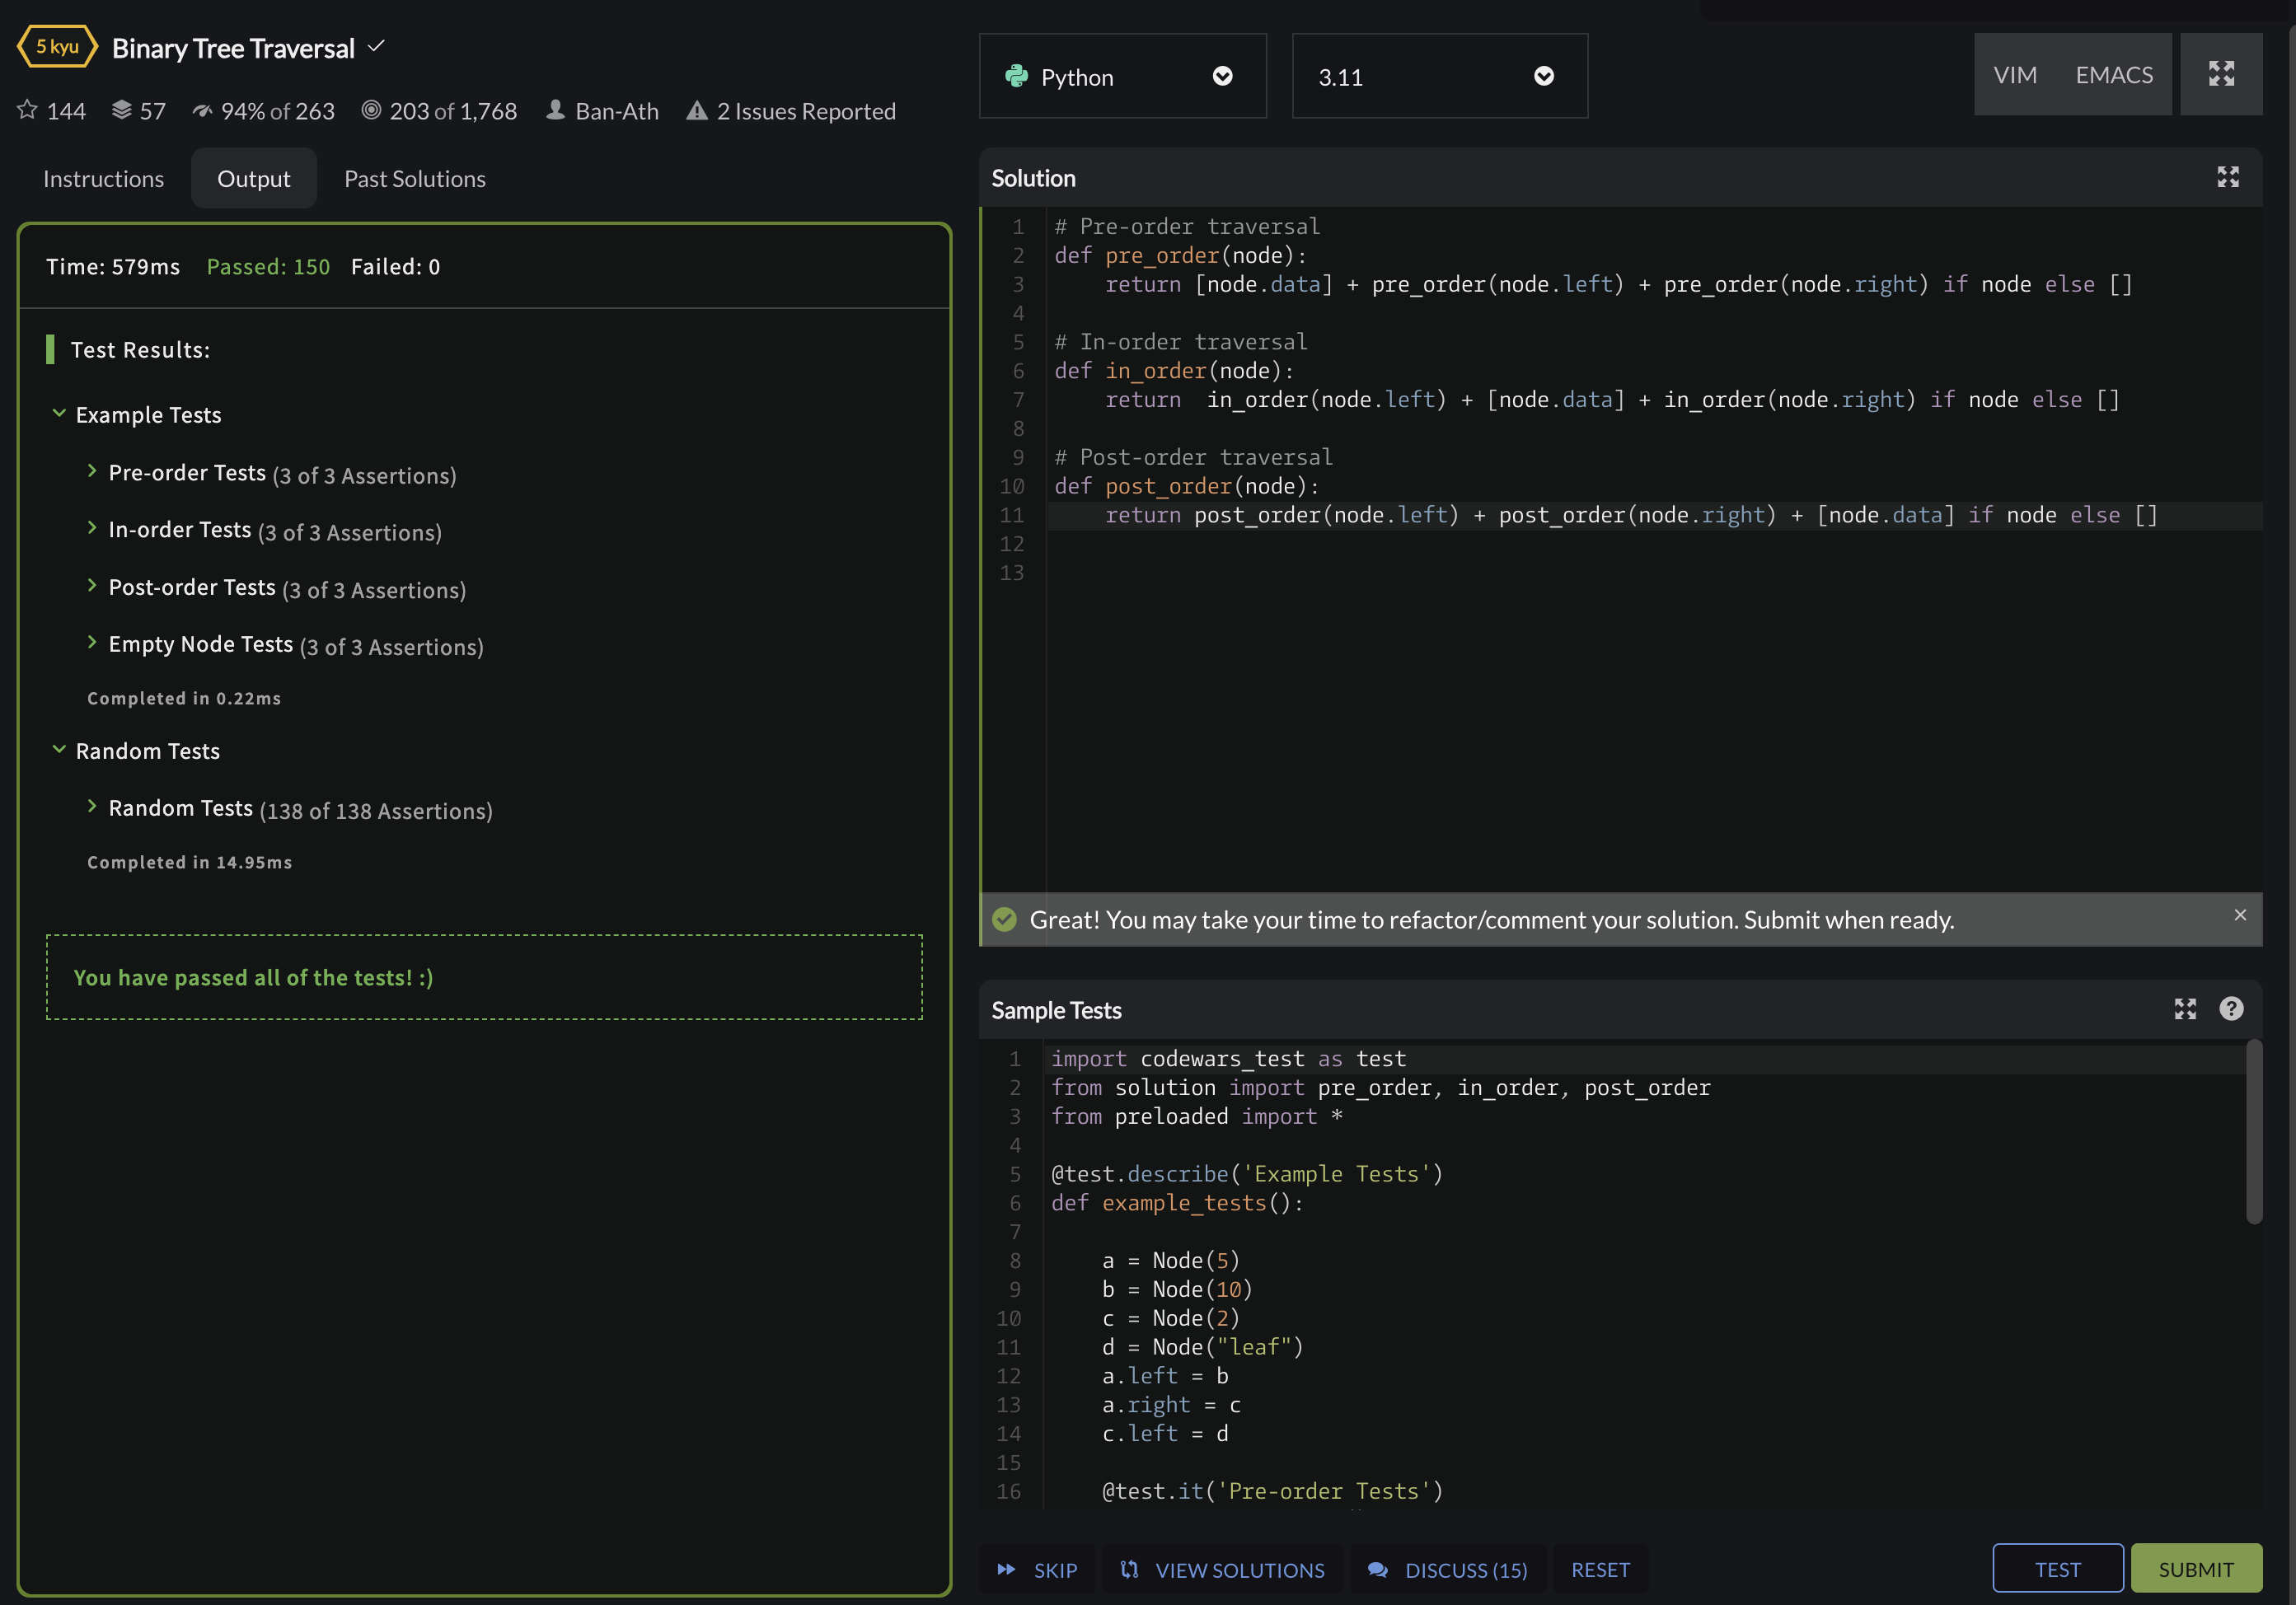 5 kyu Binary Tree Traversal
144 57 94% of 263 203 of 1,768 Ban-Ath 2 Issues Reported
Instructions Output Past Solutions
Time: 579ms Passed: 150 Failed: 0
Test Results:
Example Tests
Pre-order Tests (3 of 3 Assertions)
In-order Tests (3 of 3 Assertions)
Post-order Tests (3 of 3 Assertions)
Empty Node Tests (3 of 3 Assertions)
Completed in 0.22ms
Random Tests
Random Tests (138 of 138 Assertions)
Completed in 14.95ms
You have passed all of the tests! :)
Python 3.11 VIM EMACS
Solution
1 # Pre-order traversal
2 def pre_order(node):
3     return [node.data] + pre_order(node.left) + pre_order(node.right) if node else []
4
5 # In-order traversal
6 def in_order(node):
7     return  in_order(node.left) + [node.data] + in_order(node.right) if node else []
8
9 # Post-order traversal
10 def post_order(node):
11     return post_order(node.left) + post_order(node.right) + [node.data] if node else []
12
13
Great! You may take your time to refactor/comment your solution. Submit when ready. ×
Sample Tests ?
1 import codewars_test as test
2 from solution import pre_order, in_order, post_order
3 from preloaded import *
4
5 @test.describe('Example Tests')
6 def example_tests():
7
8     a = Node(5)
9     b = Node(10)
10     c = Node(2)
11     d = Node("leaf")
12     a.left = b
13     a.right = c
14     c.left = d
15
16     @test.it('Pre-order Tests')
SKIP VIEW SOLUTIONS DISCUSS (15) RESET TEST SUBMIT